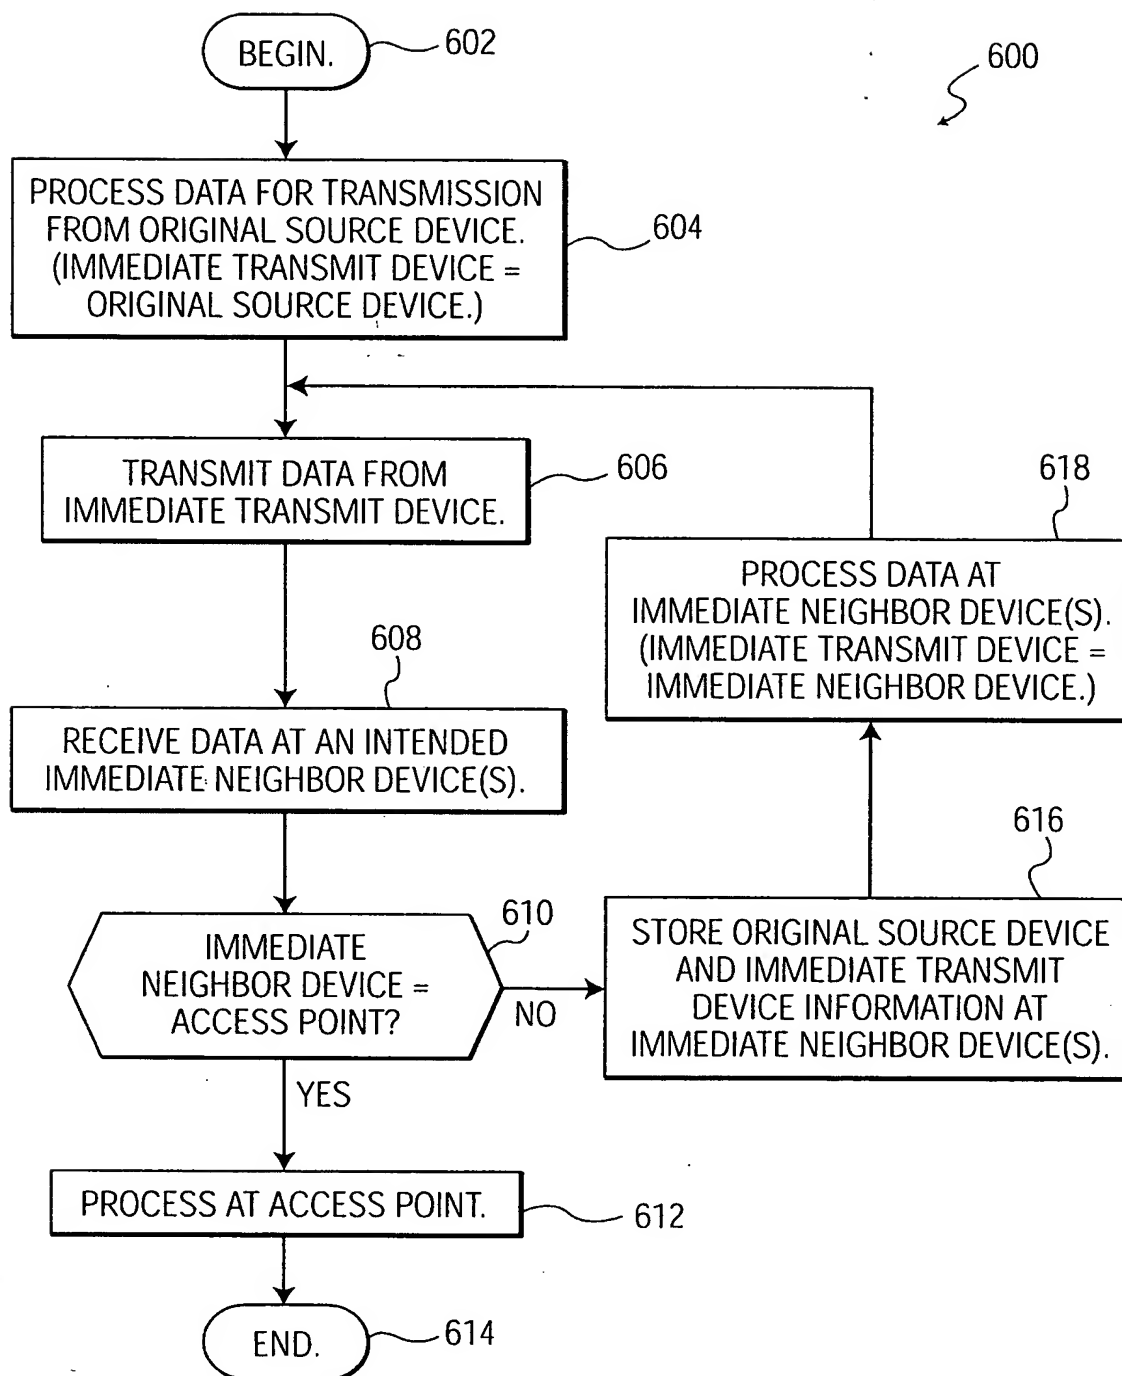 BEGIN.
602
600
PROCESS DATA FOR TRANSMISSION
FROM ORIGINAL SOURCE DEVICE.
(IMMEDIATE TRANSMIT DEVICE =
ORIGINAL SOURCE DEVICE.)
604
TRANSMIT DATA FROM
IMMEDIATE TRANSMIT DEVICE.
606
608
RECEIVE DATA AT AN INTENDED
IMMEDIATE NEIGHBOR DEVICE(S).
IMMEDIATE
NEIGHBOR DEVICE =
ACCESS POINT?
610
NO
YES
618
PROCESS DATA AT
IMMEDIATE NEIGHBOR DEVICE(S).
(IMMEDIATE TRANSMIT DEVICE =
IMMEDIATE NEIGHBOR DEVICE.)
616
STORE ORIGINAL SOURCE DEVICE
AND IMMEDIATE TRANSMIT
DEVICE INFORMATION AT
IMMEDIATE NEIGHBOR DEVICE(S).
PROCESS AT ACCESS POINT.
612
END.
614